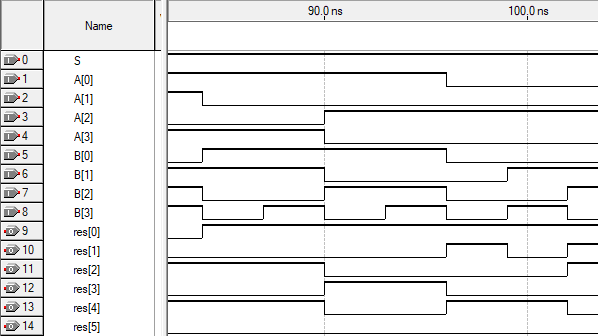 Name
90.0 ns
100.0 ns
0 S
1 A[0]
2 A[1]
3 A[2]
4 A[3]
5 B[0]
6 B[1]
7 B[2]
8 B[3]
9 res[0]
10 res[1]
11 res[2]
12 res[3]
13 res[4]
14 res[5]